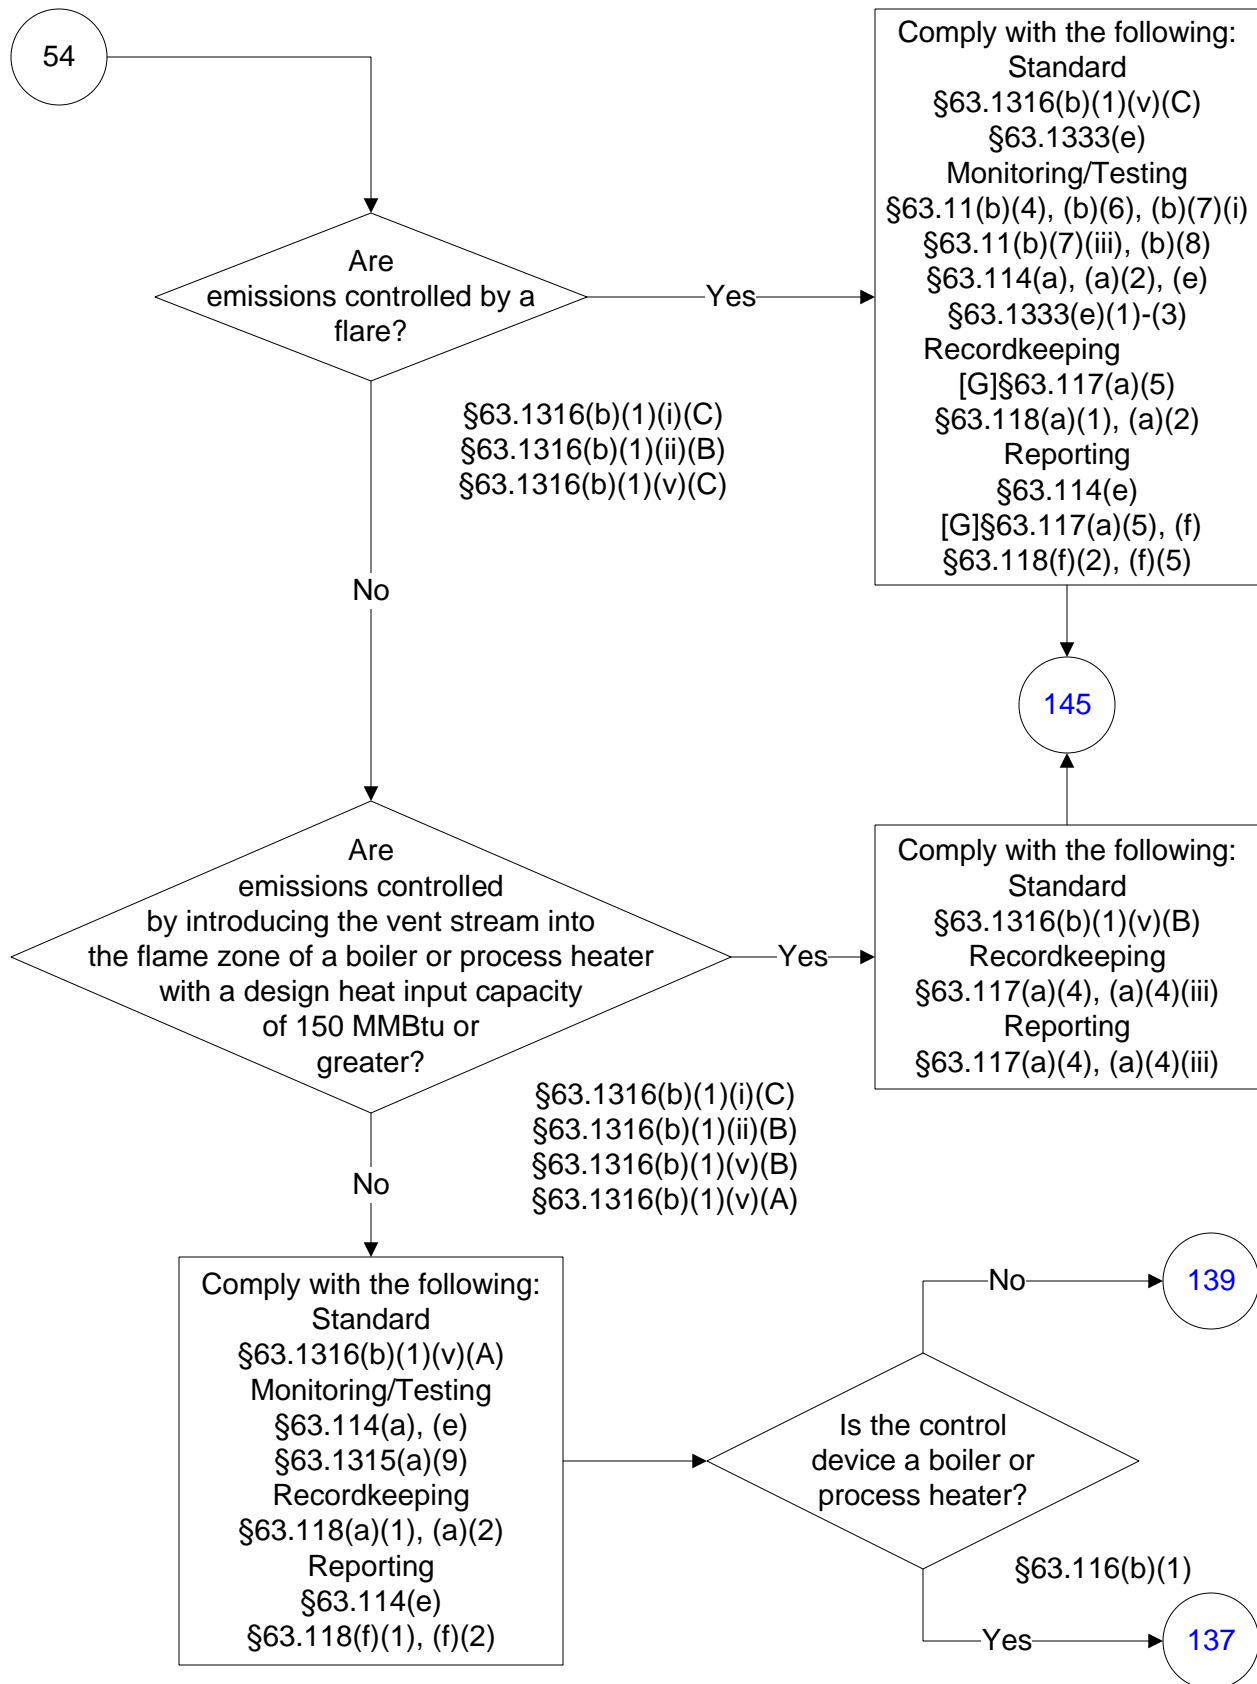 54
Are
emissions controlled by a
flare?
Yes
Comply with the following:
Standard
§63.1316(b)(1)(v)(C)
§63.1333(e)
Monitoring/Testing
§63.11(b)(4), (b)(6), (b)(7)(i)
§63.11(b)(7)(iii), (b)(8)
§63.114(a), (a)(2), (e)
§63.1333(e)(1)-(3)
Recordkeeping
[G]§63.117(a)(5)
§63.118(a)(1), (a)(2)
Reporting
§63.114(e)
[G]§63.117(a)(5), (f)
§63.118(f)(2), (f)(5)
§63.1316(b)(1)(i)(C)
§63.1316(b)(1)(ii)(B)
§63.1316(b)(1)(v)(C)
No
145
Are
emissions controlled
by introducing the vent stream into
the flame zone of a boiler or process heater
with a design heat input capacity
of 150 MMBtu or
greater?
Yes
Comply with the following:
Standard
§63.1316(b)(1)(v)(B)
Recordkeeping
§63.117(a)(4), (a)(4)(iii)
Reporting
§63.117(a)(4), (a)(4)(iii)
§63.1316(b)(1)(i)(C)
§63.1316(b)(1)(ii)(B)
§63.1316(b)(1)(v)(B)
§63.1316(b)(1)(v)(A)
No
Comply with the following:
Standard
§63.1316(b)(1)(v)(A)
Monitoring/Testing
§63.114(a), (e)
§63.1315(a)(9)
Recordkeeping
§63.118(a)(1), (a)(2)
Reporting
§63.114(e)
§63.118(f)(1), (f)(2)
No
139
Is the control
device a boiler or
process heater?
§63.116(b)(1)
Yes
137